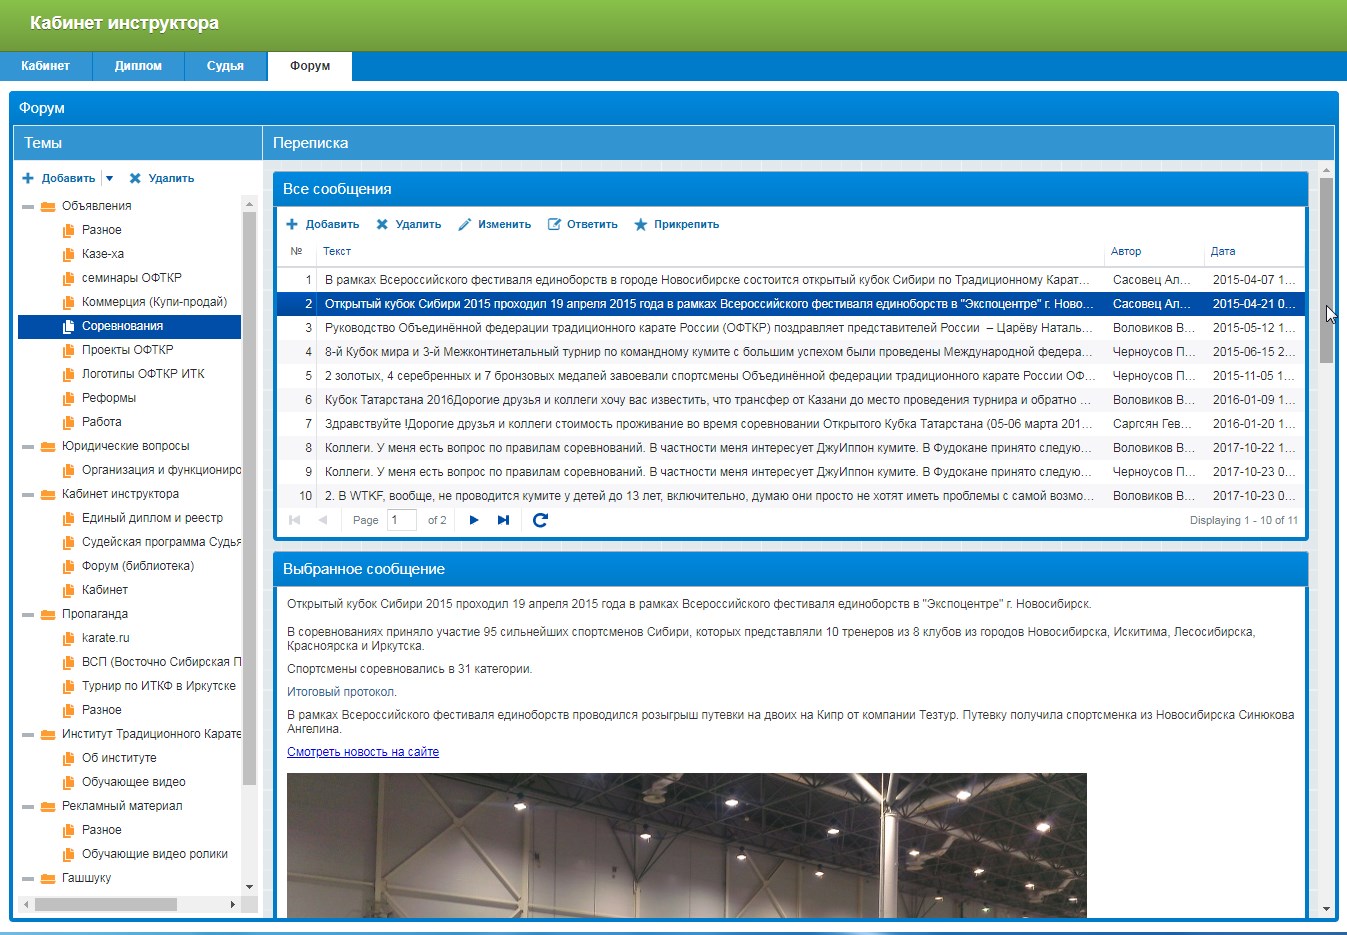 Кабинет инструктора
Кабинет Диплом Судья Форум
Форум
Темы
Добавить Удалить
Объявления
Разное
Казе-ха
семинары ОФТКР
Коммерция (Купи-продай)
Соревнования
Проекты ОФТКР
Логотипы ОФТКР ИТК
Реформы
Работа
Юридические вопросы
Организация и функциониро
Кабинет инструктора
Единый диплом и реестр
Судейская программа Судья
Форум (библиотека)
Кабинет
Пропаганда
karate.ru
ВСП (Восточно Сибирская П
Турнир по ИТКФ в Иркутске
Разное
Институт Традиционного Карате
Об институте
Обучающее видео
Рекламный материал
Разное
Обучающие видео ролики
Гашшуку
Переписка
Все сообщения
Добавить Удалить Изменить Ответить Прикрепить
№ Текст Автор Дата
1 В рамках Всероссийского фестиваля единоборств в городе Новосибирске состоится открытый кубок Сибири по Традиционному Карат... Сасовец Ал... 2015-04-07 1...
2 Открытый кубок Сибири 2015 проходил 19 апреля 2015 года в рамках Всероссийского фестиваля единоборств в "Экспоцентре" г. Ново... Сасовец Ал... 2015-04-21 0...
3 Руководство Объединённой федерации традиционного карате России (ОФТКР) поздравляет представителей России – Царёву Наталь... Воловиков В... 2015-05-12 1...
4 8-й Кубок мира и 3-й Межконтинетальный турнир по командному кумите с большим успехом были проведены Международной федера... Черноусов П... 2015-06-15 2...
5 2 золотых, 4 серебренных и 7 бронзовых медалей завоевали спортсмены Объединённой федерации традиционного карате России ОФ... Черноусов П... 2015-11-05 1...
6 Кубок Татарстана 2016Дорогие друзья и коллеги хочу вас известить, что трансфер от Казани до место проведения турнира и обратно ... Воловиков В... 2016-01-09 1...
7 Здравствуйте !Дорогие друзья и коллеги стоимость проживание во время соревновании Открытого Кубка Татарстана (05-06 марта 201... Саргсян Гев... 2016-01-20 1...
8 Коллеги. У меня есть вопрос по правилам соревнований. В частности меня интересует ДжуИппон кумите. В Фудокане принято следую... Воловиков В... 2017-10-22 1...
9 Коллеги. У меня есть вопрос по правилам соревнований. В частности меня интересует ДжуИппон кумите. В Фудокане принято следую... Черноусов П... 2017-10-23 0...
10 2. В WTKF, вообще, не проводится кумите у детей до 13 лет, включительно, думаю они просто не хотят иметь проблемы с самой возмо... Воловиков В... 2017-10-23 0...
Page 1 of 2 Displaying 1 - 10 of 11
Выбранное сообщение
Открытый кубок Сибири 2015 проходил 19 апреля 2015 года в рамках Всероссийского фестиваля единоборств в "Экспоцентре" г. Новосибирск.
В соревнованиях приняло участие 95 сильнейших спортсменов Сибири, которых представляли 10 тренеров из 8 клубов из городов Новосибирска, Искитима, Лесосибирска,
Красноярска и Иркутска.
Спортсмены соревновались в 31 категории.
Итоговый протокол.
В рамках Всероссийского фестиваля единоборств проводился розыгрыш путевки на двоих на Кипр от компании Тезтур. Путевку получила спортсменка из Новосибирска Синюкова
Ангелина.
Смотреть новость на сайте